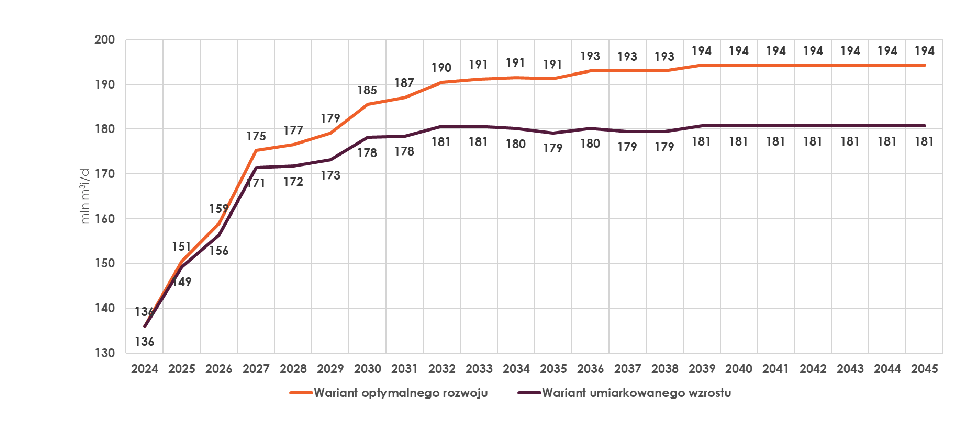 200
190
180
170
160
150
140
130
mln m³/d
136 151 159 175 177 179 185 187 190 191 191 191 193 193 193 194 194 194 194 194 194 194
136 149 156 171 172 173 178 178 181 181 180 179 180 179 179 181 181 181 181 181 181 181
2024 2025 2026 2027 2028 2029 2030 2031 2032 2033 2034 2035 2036 2037 2038 2039 2040 2041 2042 2043 2044 2045
Wariant optymalnego rozwoju Wariant umiarkowanego wzrostu